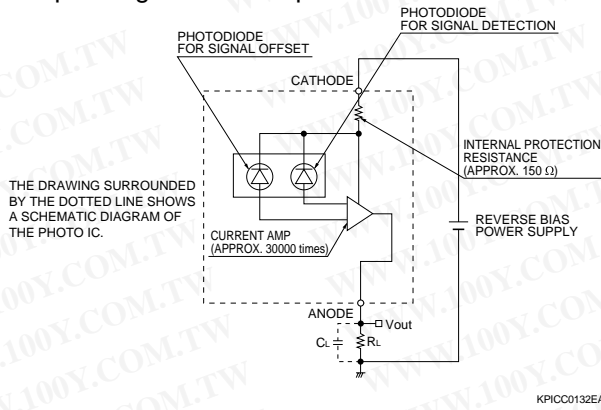 PHOTODIODE
FOR SIGNAL OFFSET
PHOTODIODE
FOR SIGNAL DETECTION
CATHODE
INTERNAL PROTECTION
RESISTANCE
(APPROX. 150 Ω)
THE DRAWING SURROUNDED
BY THE DOTTED LINE SHOWS
A SCHEMATIC DIAGRAM OF
THE PHOTO IC.
REVERSE BIAS
POWER SUPPLY
CURRENT AMP
(APPROX. 30000 times)
ANODE
Vout
CL
RL
KPICC0132EA